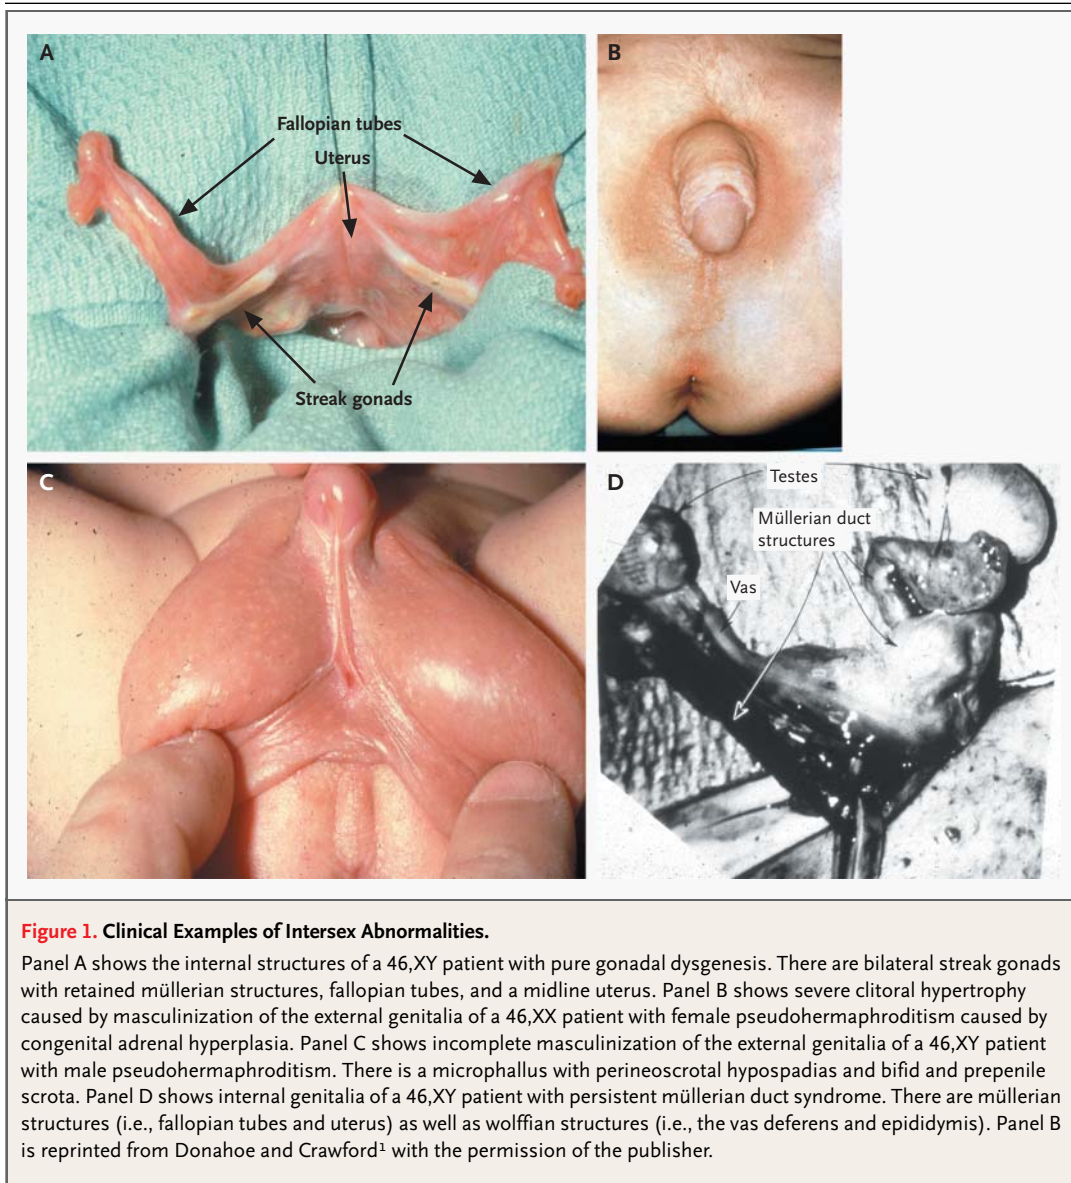 A
Fallopian tubes
Uterus
Streak gonads
B
C
D
Testes
Müllerian duct
structures
Vas
Figure 1. Clinical Examples of Intersex Abnormalities.
Panel A shows the internal structures of a 46,XY patient with pure gonadal dysgenesis. There are bilateral streak gonads
with retained müllerian structures, fallopian tubes, and a midline uterus. Panel B shows severe clitoral hypertrophy
caused by masculinization of the external genitalia of a 46,XX patient with female pseudohermaphroditism caused by
congenital adrenal hyperplasia. Panel C shows incomplete masculinization of the external genitalia of a 46,XY patient
with male pseudohermaphroditism. There is a microphallus with perineoscrotal hypospadias and bifid and prepenile
scrota. Panel D shows internal genitalia of a 46,XY patient with persistent müllerian duct syndrome. There are müllerian
structures (i.e., fallopian tubes and uterus) as well as wolffian structures (i.e., the vas deferens and epididymis). Panel B
is reprinted from Donahoe and Crawford¹ with the permission of the publisher.